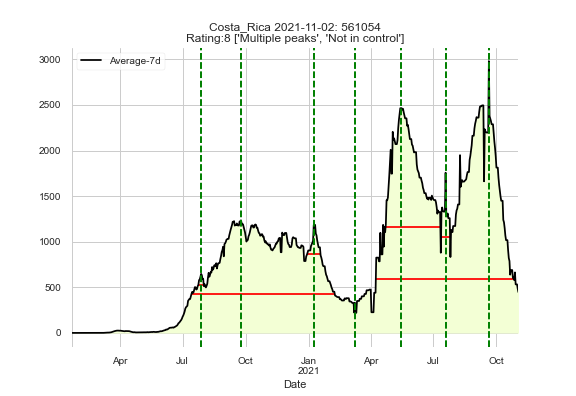 Costa_Rica 2021-11-02: 561054
Rating:8 ['Multiple peaks', 'Not in control']
Average-7d
3000
2500
2000
1500
1000
500
0
Apr Jul Oct Jan Apr Jul Oct
2021
Date